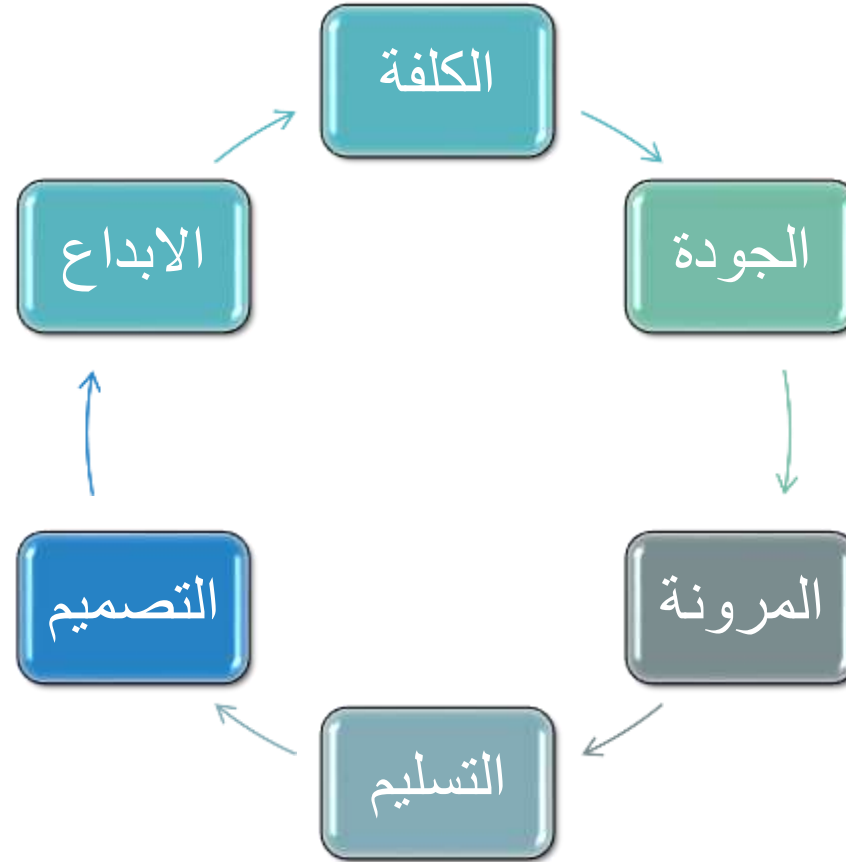 الكلفة
الجودة
المرونة
التسليم
التصميم
الابداع